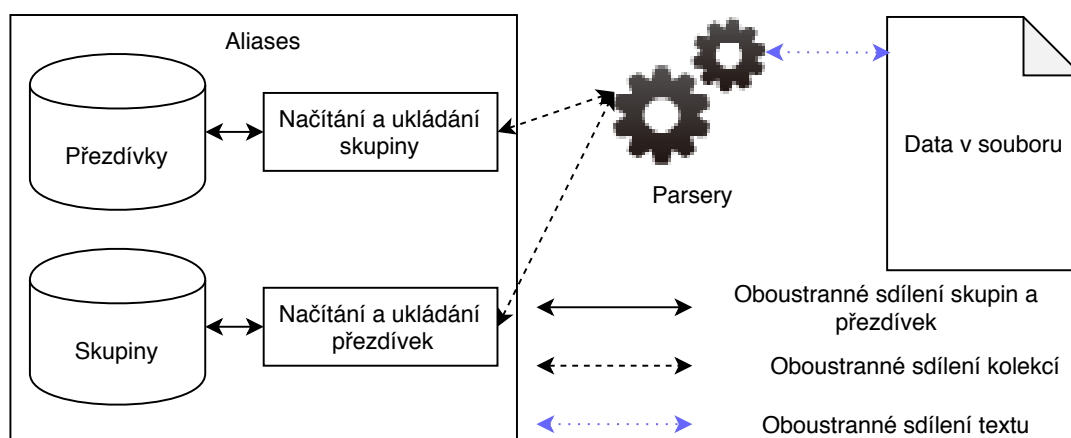 Aliases
Přezdívky
Načítání a ukládání
skupiny
Parsery
Data v souboru
Skupiny
Načítání a ukládání
přezdívek
Oboustranné sdílení skupin a
přezdívek
Oboustranné sdílení kolekcí
Oboustranné sdílení textu